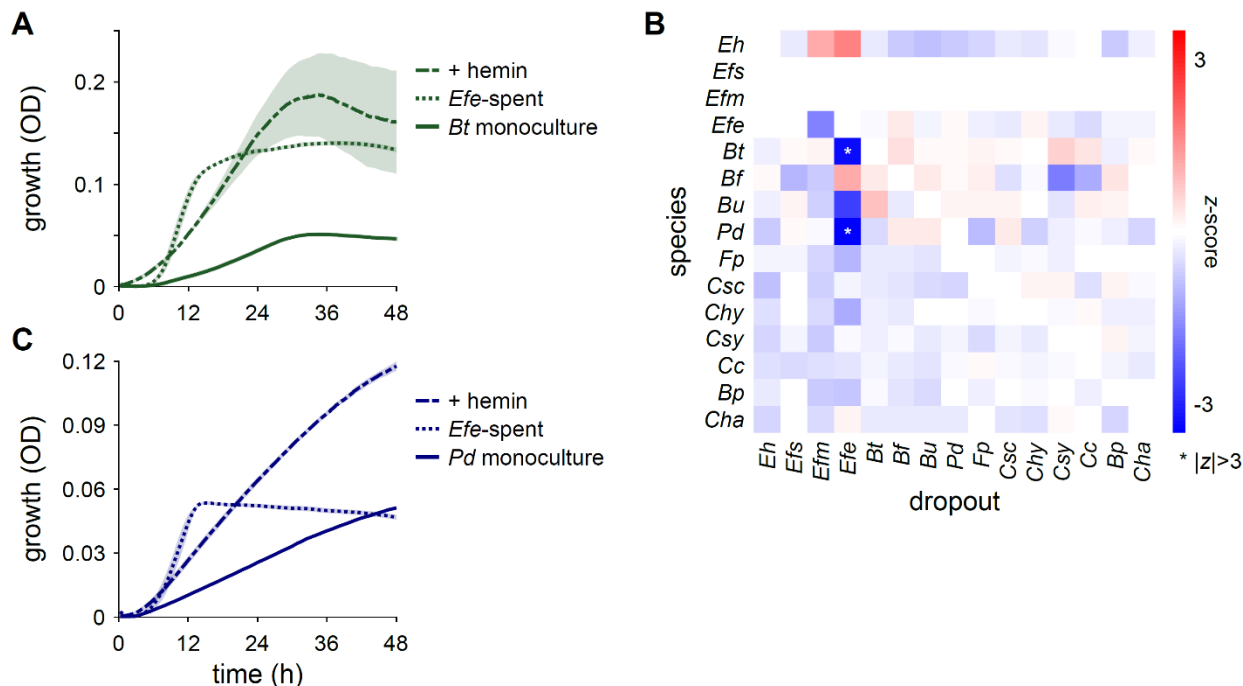 A
growth (OD)
0.2
0.1
0
0 12 24 36 48
+ hemin
Efe-spent
Bt monoculture
B
species
Eh
Efs
Efm
Efe
Bt
Bf
Bu
Pd
Fp
Csc
Chy
Csy
Cc
Bp
Cha
*
*
Eh Efs Efm Efe Bt Bf Bu Pd Fp Csc Chy Csy Cc Bp Cha
dropout
3
z-score
-3
* |z|>3
C
growth (OD)
0.12
0.09
0.06
0.03
0
0 12 24 36 48
time (h)
+ hemin
Efe-spent
Pd monoculture